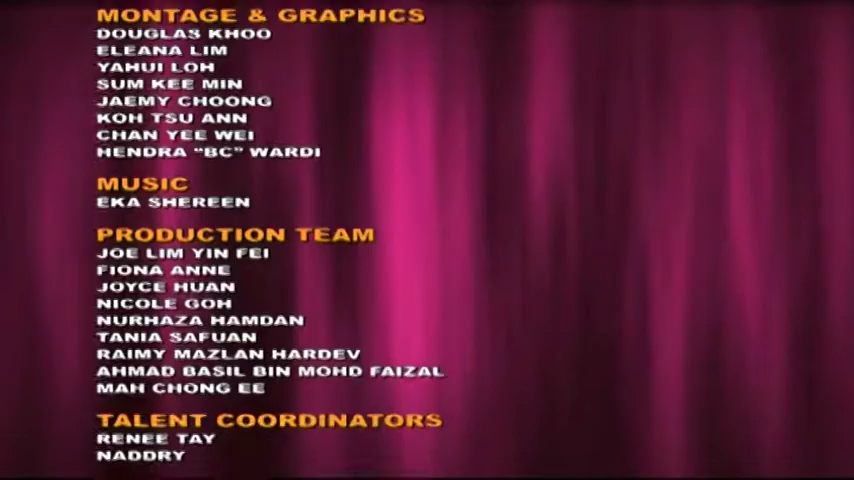 MONTAGE & GRAPHICS
DOUGLAS KHOO
ELEANA LIM
YAHUI LOH
SUM KEE MIN
JAEMY CHOONG
KOH TSU ANN
CHAN YEE WEI
HENDRA "BC" WARDI
MUSIC
EKA SHEREEN
PRODUCTION TEAM
JOE LIM YIN FEI
FIONA ANNE
JOYCE HUAN
NICOLE GOH
NURHAZA HAMDAN
TANIA SAFUAN
RAIMY MAZLAN HARDEV
AHMAD BASIL BIN MOHD FAIZAL
MAH CHONG EE
TALENT COORDINATORS
RENEE TAY
NADDRY